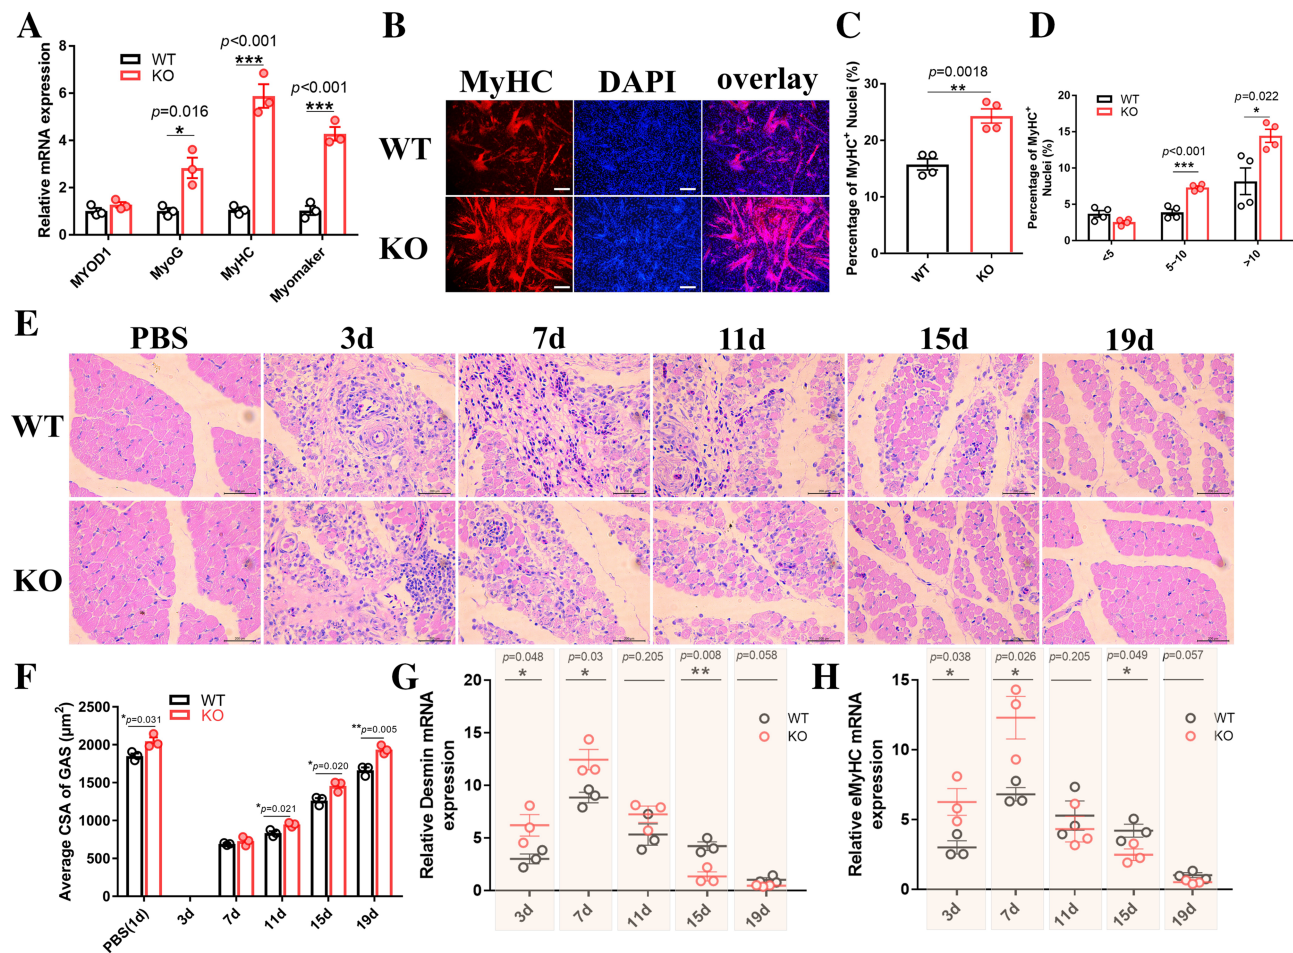 A
Relative mRNA expression
8
6
4
2
0
WT
KO
p=0.016
*
p<0.001
***
p<0.001
***
MYOD1
MyoG
MyHC
Myomaker
B
MyHC
DAPI
overlay
WT
KO
C
Percentage of MyHC+ Nuclei (%)
30
20
10
0
p=0.0018
**
WT
KO
D
Percentage of MyHC+
Nuclei (%)
20
15
10
5
0
WT
KO
p<0.001
***
p=0.022
*
<5
5~10
>10
E
PBS
3d
7d
11d
15d
19d
WT
KO
F
Average CSA of GAS (μm²)
2500
2000
1500
1000
500
0
WT
KO
*p=0.031
*p=0.021
*p=0.020
**p=0.005
PBS(1d)
3d
7d
11d
15d
19d
G
Relative Desmin mRNA
expression
20
15
10
5
0
p=0.048
*
p=0.03
*
p=0.205
p=0.008
**
p=0.058
WT
KO
3d
7d
11d
15d
19d
H
Relative eMyHC mRNA
expression
15
10
5
0
p=0.038
*
p=0.026
*
p=0.205
p=0.049
*
p=0.057
WT
KO
3d
7d
11d
15d
19d